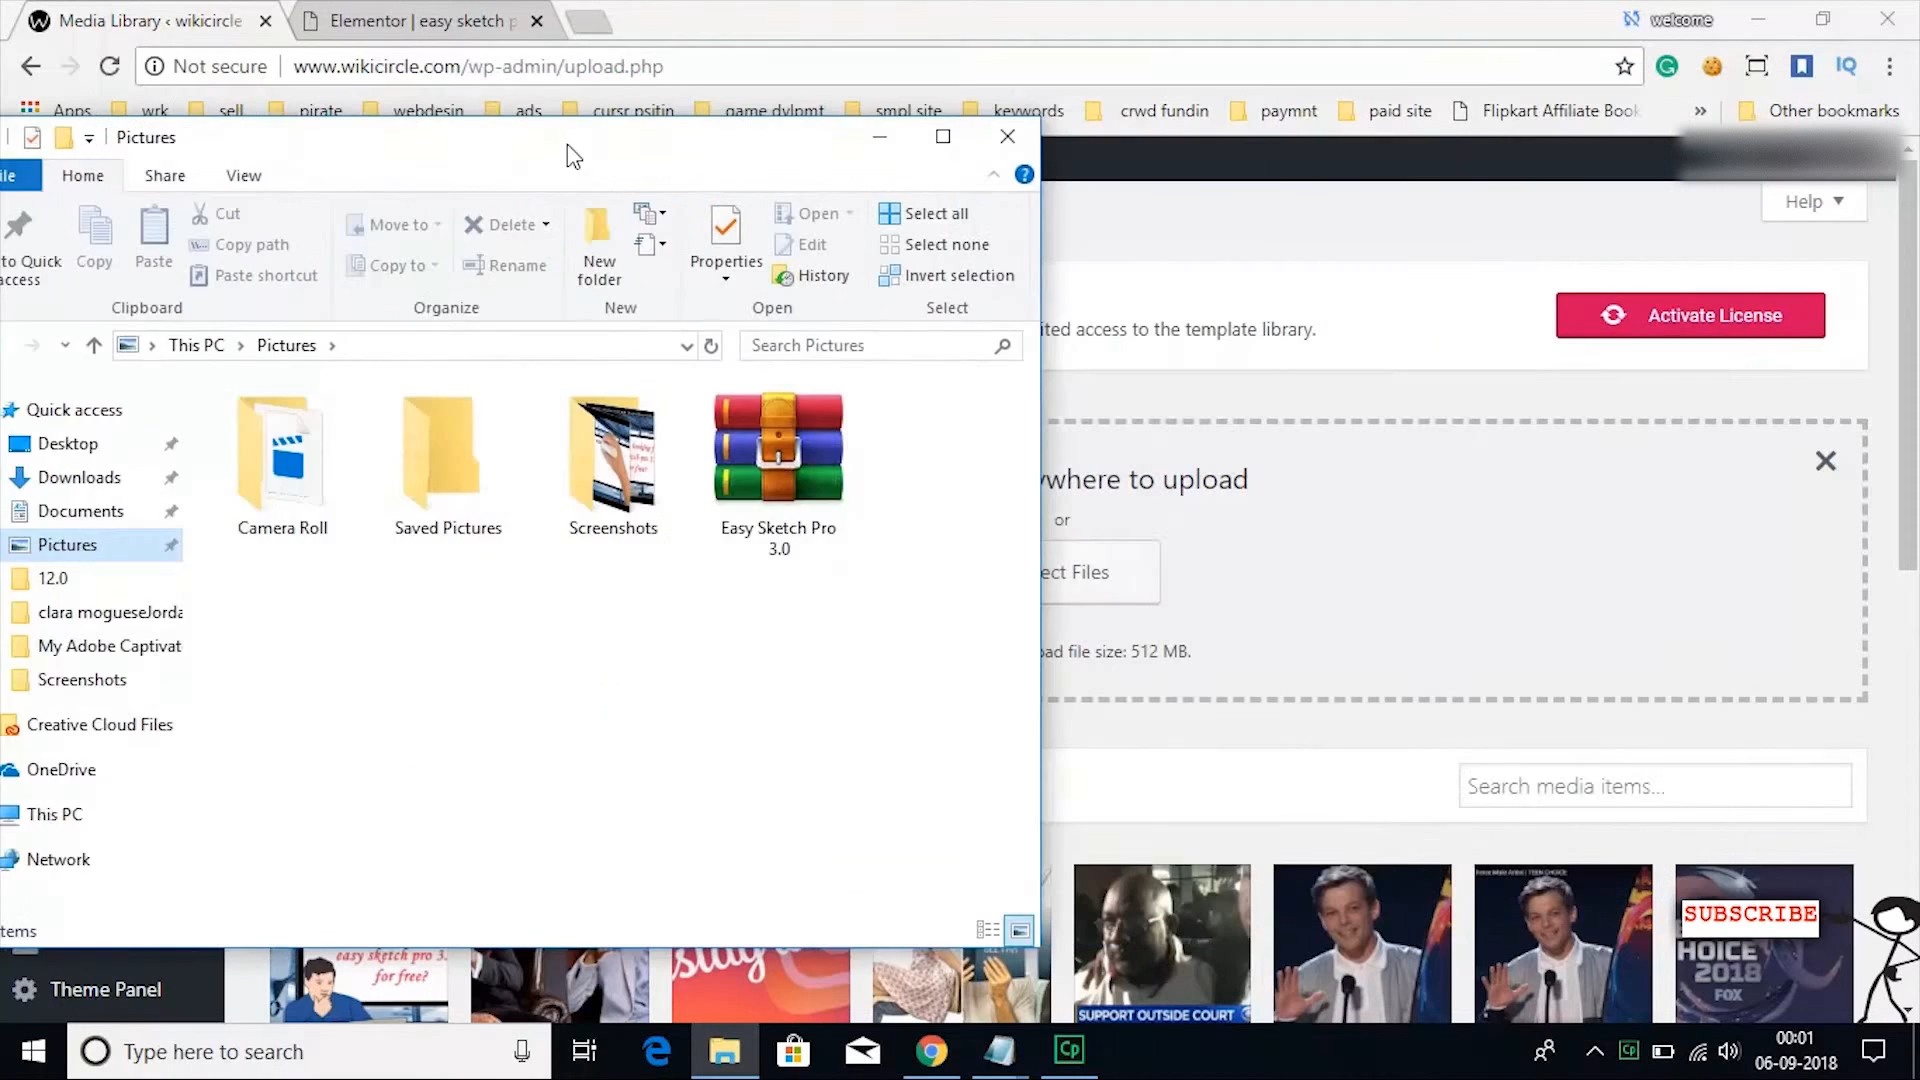 Media Library ‹ wikicircle
Elementor | easy sketch p
welcome
Not secure
www.wikicircle.com/wp-admin/upload.php
IQ
Apps wrk sell pirate webdesin ads cursr psitin game dvlpmt smpl site keywords crwd fundin paymnt paid site Flipkart Affiliate Book » Other bookmarks
Pictures
ile Home Share View
Help
Cut
Copy path
Paste shortcut
to Quick
access
Copy
Paste
Clipboard
Move to
Copy to
Delete
Rename
Organize
New
folder
New
Properties
Open
Edit
History
Open
Select all
Select none
Invert selection
Select
ited access to the template library.
Activate License
This PC › Pictures ›
Search Pictures
Quick access
Desktop
Downloads
Documents
Pictures
12.0
clara mogueseJorda
My Adobe Captivat
Screenshots
Creative Cloud Files
OneDrive
This PC
Network
tems
Camera Roll
Saved Pictures
Screenshots
Easy Sketch Pro
3.0
ywhere to upload
or
ect Files
oad file size: 512 MB.
Search media items...
easy sketch pro 3.
for free?
stay
SUPPORT OUTSIDE COURT
SUBSCRIBE
HOICE
2018
FOX
Theme Panel
Type here to search
Cp
Cp
00:01
06-09-2018